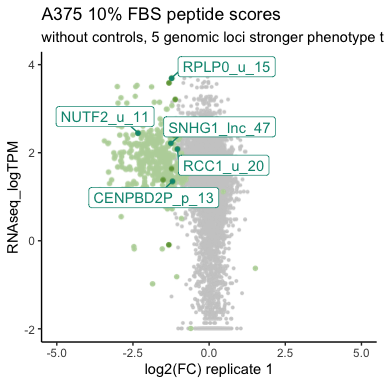 A375 10% FBS peptide scores
without controls, 5 genomic loci stronger phenotype t
RPLP0_u_15
NUTF2_u_11
SNHG1_lnc_47
RCC1_u_20
CENPBD2P_p_13
RNAseq_logTPM
4
2
0
-2
-5.0 -2.5 0.0 2.5 5.0
log2(FC) replicate 1